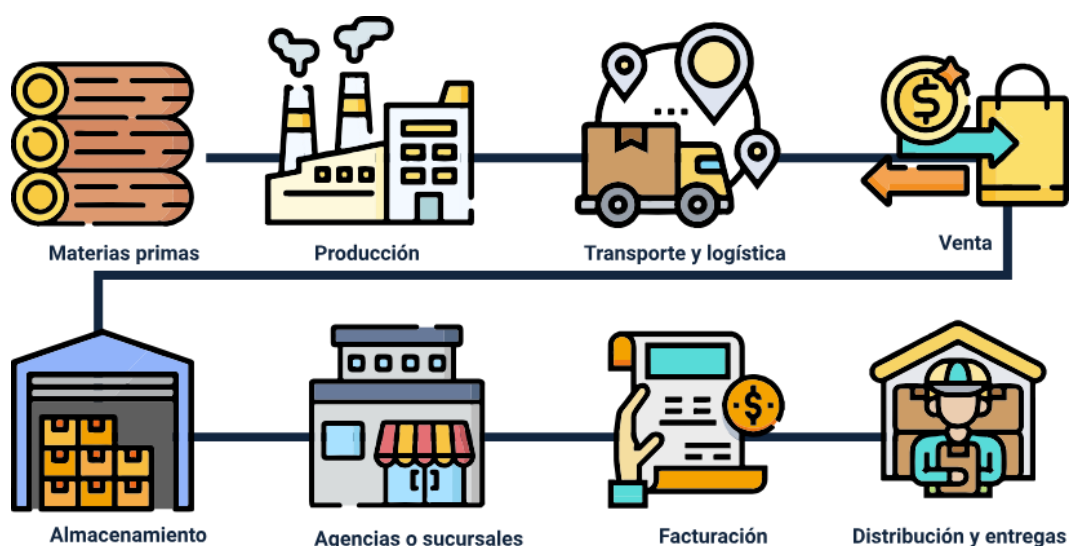 Materias primas
Producción
Transporte y logística
Venta
Almacenamiento
Agencias o sucursales
Facturación
Distribución y entregas